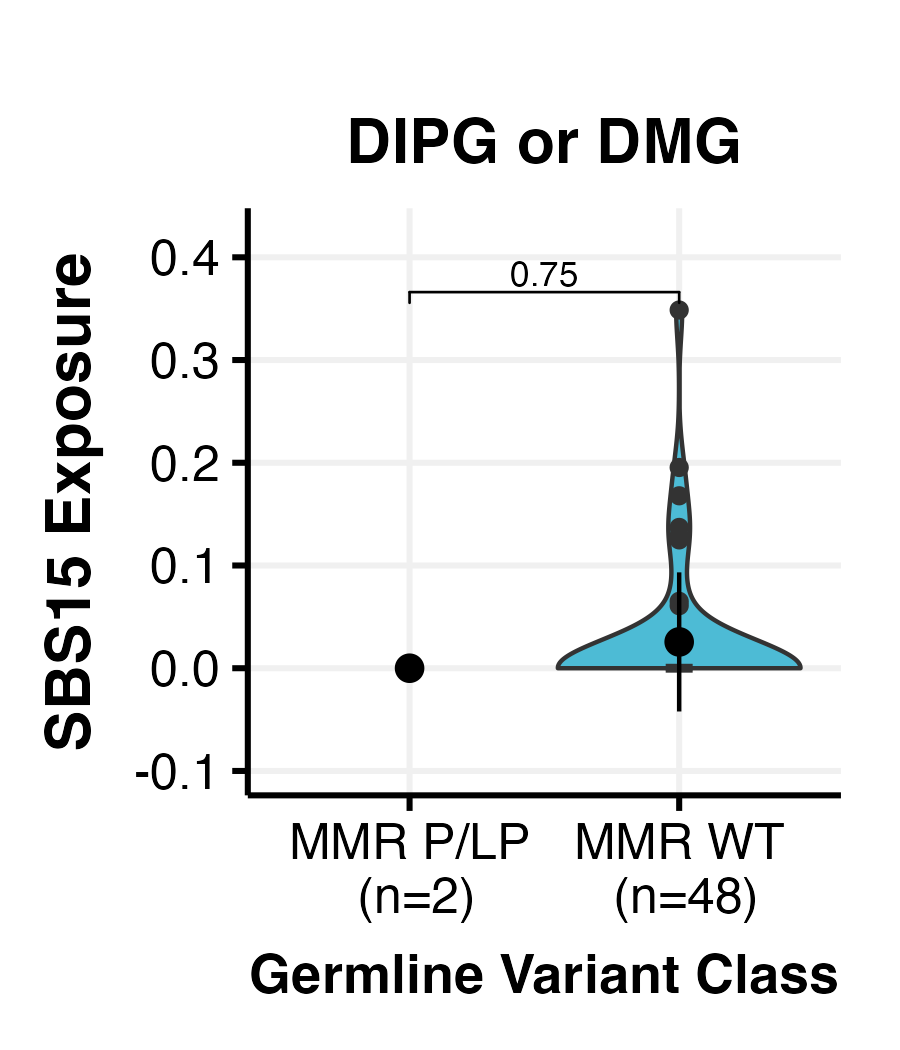 DIPG or DMG
SBS15 Exposure
0.4
0.3
0.2
0.1
0.0
-0.1
0.75
MMR P/LP
(n=2)
MMR WT
(n=48)
Germline Variant Class